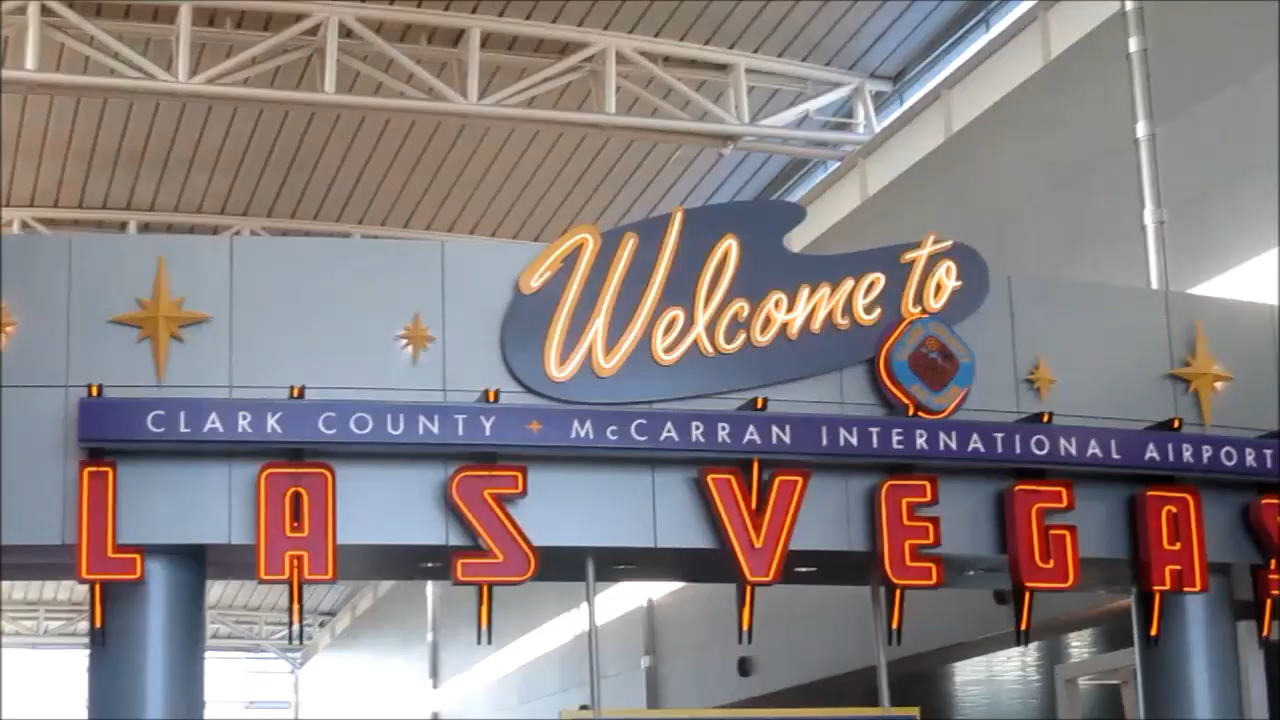 Welcome to
CLARK COUNTY McCARRAN INTERNATIONAL AIRPORT
LAS VEGAS